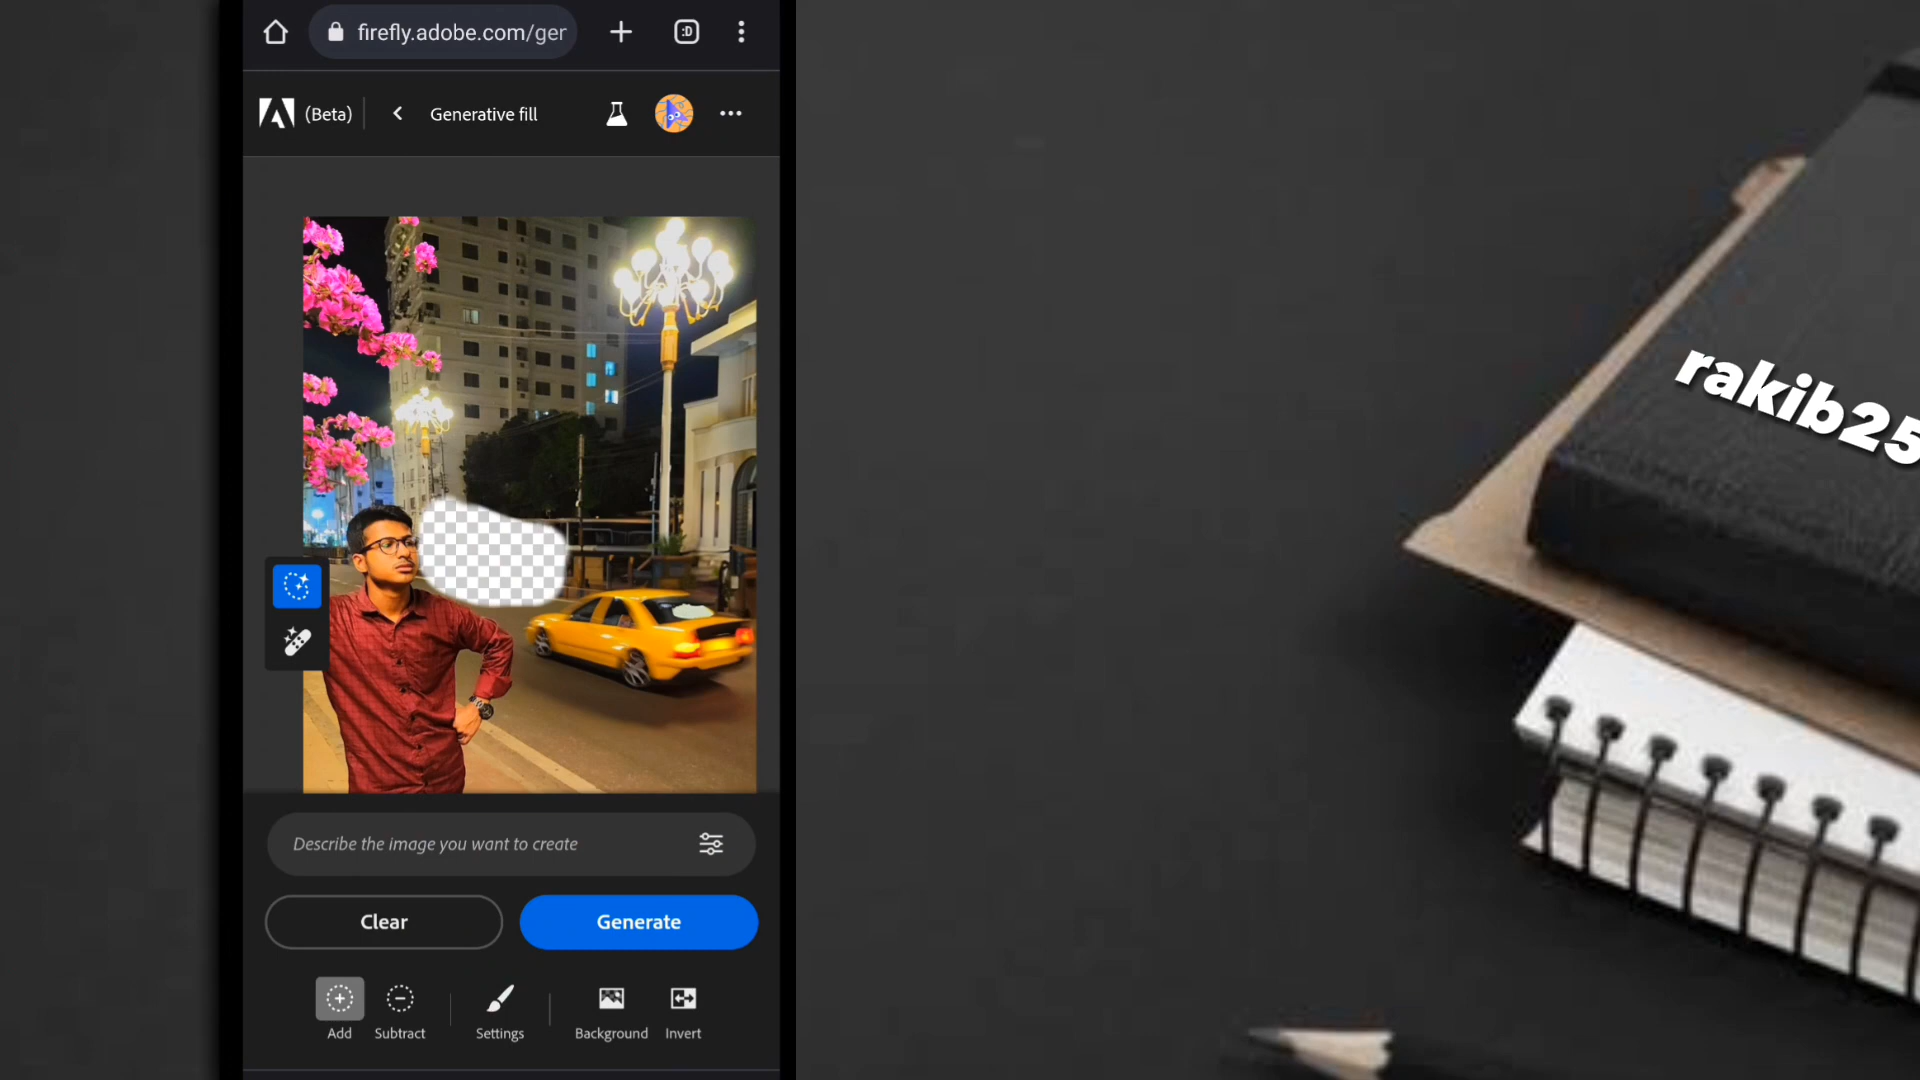 firefly.adobe.com/ger
:D
(Beta)
Generative fill
Describe the image you want to create
Clear
Generate
Add
Subtract
Settings
Background
Invert
rakib25